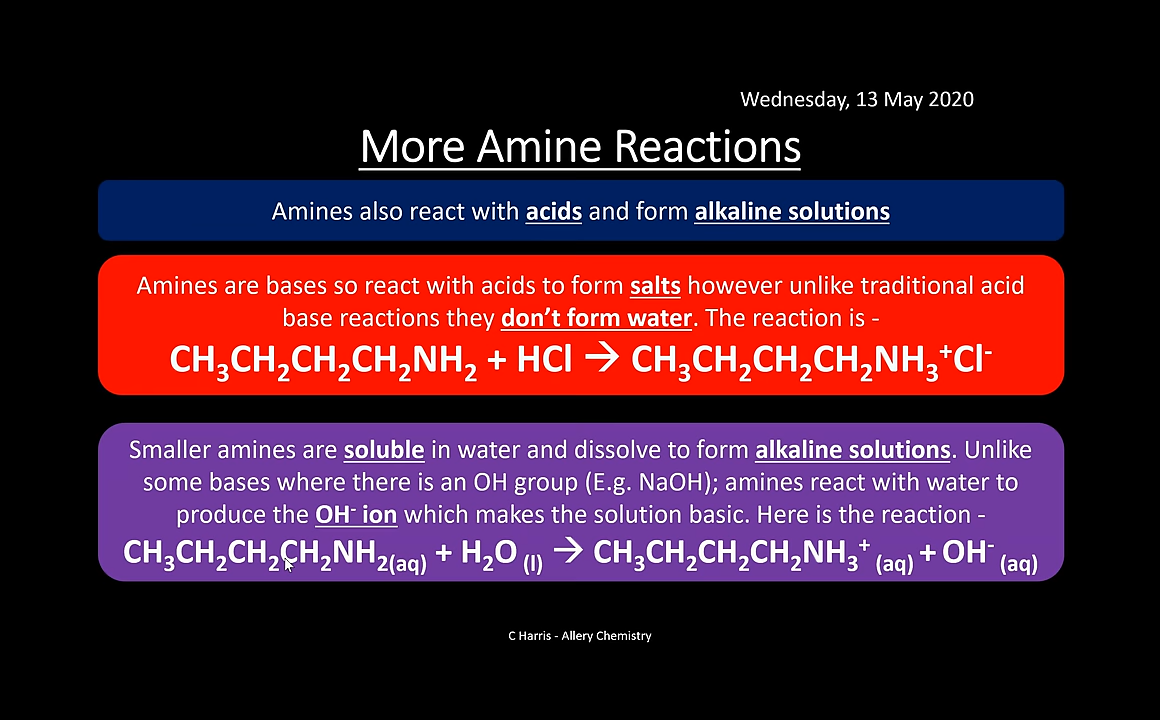 Wednesday, 13 May 2020
More Amine Reactions
Amines also react with acids and form alkaline solutions
Amines are bases so react with acids to form salts however unlike traditional acid
base reactions they don’t form water. The reaction is -
CH₃CH₂CH₂CH₂NH₂ + HCl → CH₃CH₂CH₂CH₂NH₃⁺Cl⁻
Smaller amines are soluble in water and dissolve to form alkaline solutions. Unlike
some bases where there is an OH group (E.g. NaOH); amines react with water to
produce the OH⁻ ion which makes the solution basic. Here is the reaction -
CH₃CH₂CH₂CH₂NH₂(aq) + H₂O (l) → CH₃CH₂CH₂CH₂NH₃⁺ (aq) + OH⁻ (aq)
C Harris - Allery Chemistry